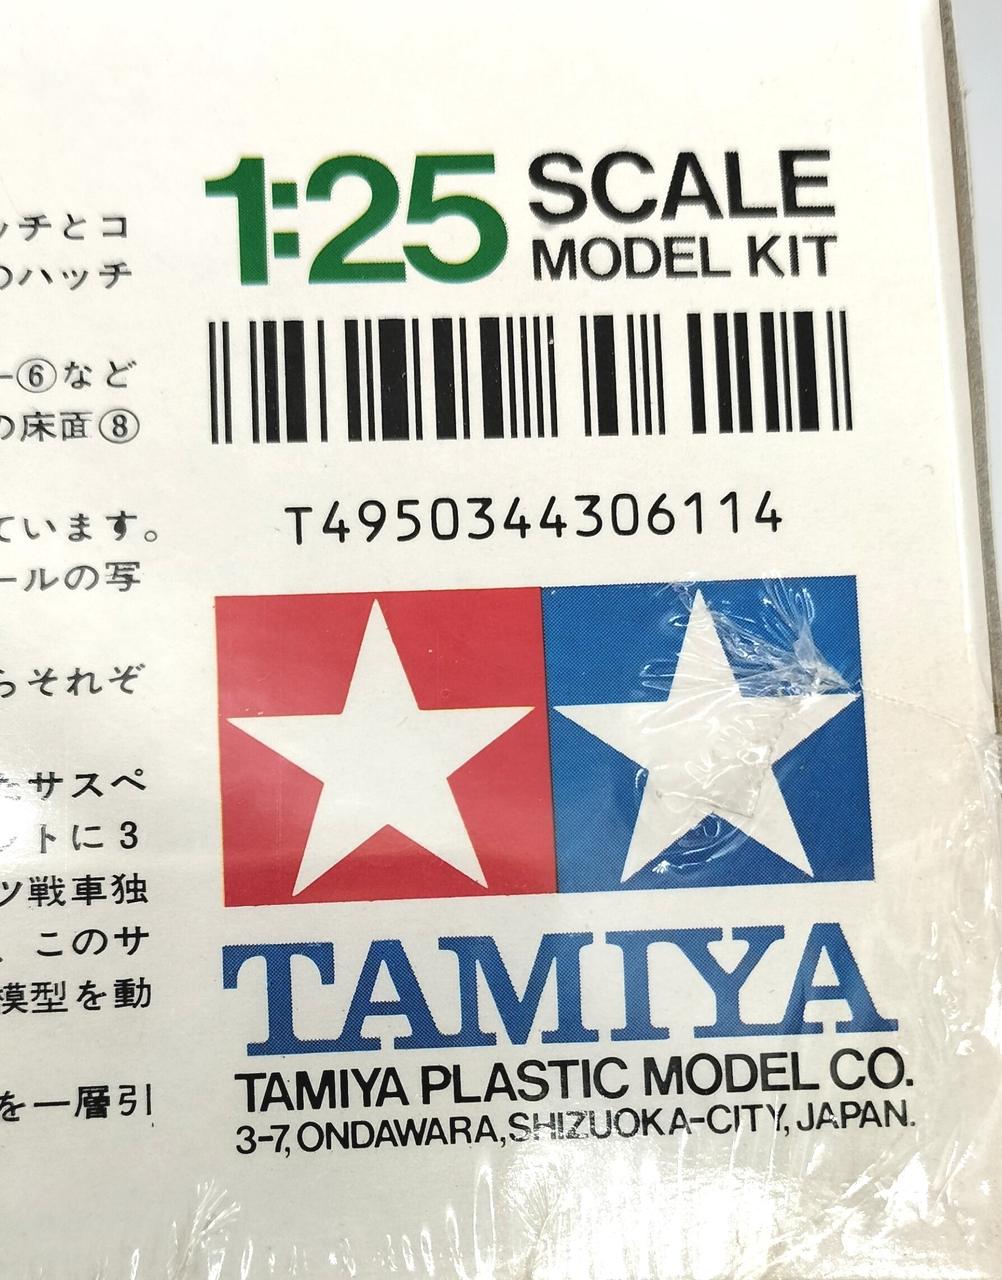 ッチとコ
のハッチ
ー⑥など
の床面⑧
ています。
ールの写
らそれぞ
たサスペ
ントに3
ツ戦車独
、このサ
模型を動
を一層引
1:25 SCALE
MODEL KIT
T4950344306114
TAMIYA
TAMIYA PLASTIC MODEL CO.
3-7, ONDAWARA, SHIZUOKA-CITY, JAPAN.